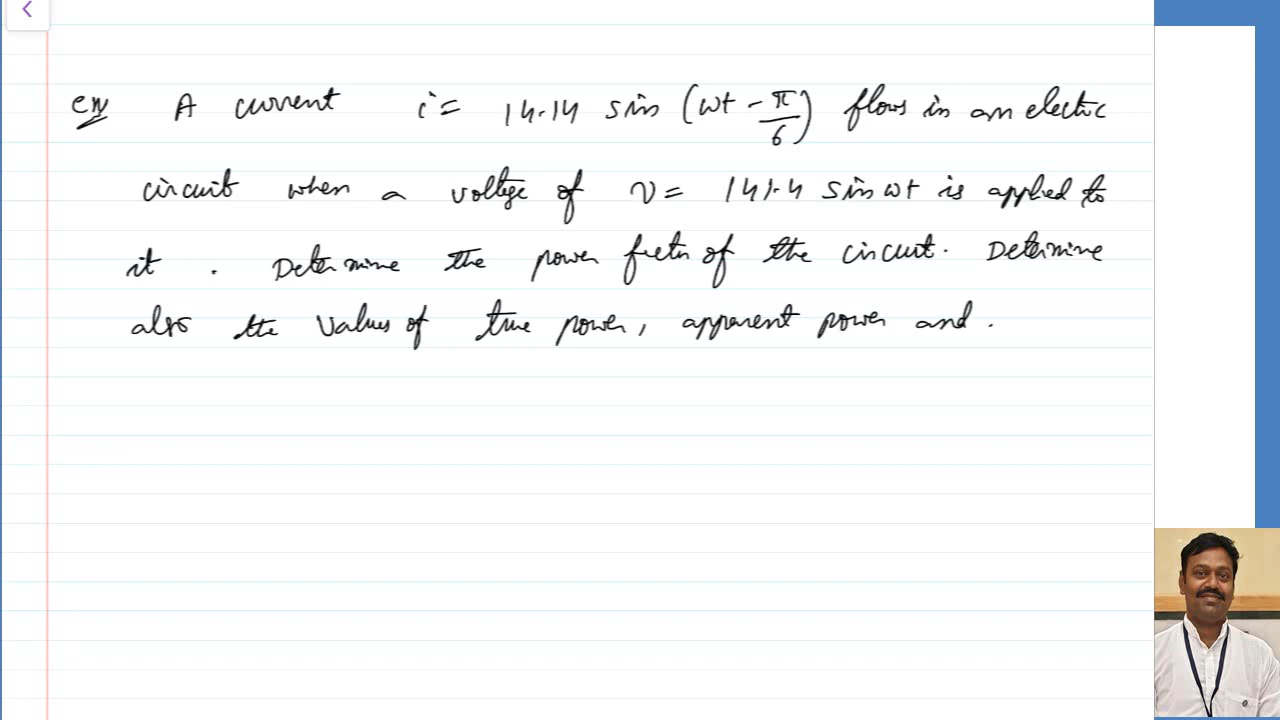 ex A current i = 14.14 sin (ωt - π/6) flows in an electric
circuit when a voltage of v = 141.4 sin ωt is applied to
it . Determine the power factor of the circuit. Determine
also the values of true power, apparent power and .